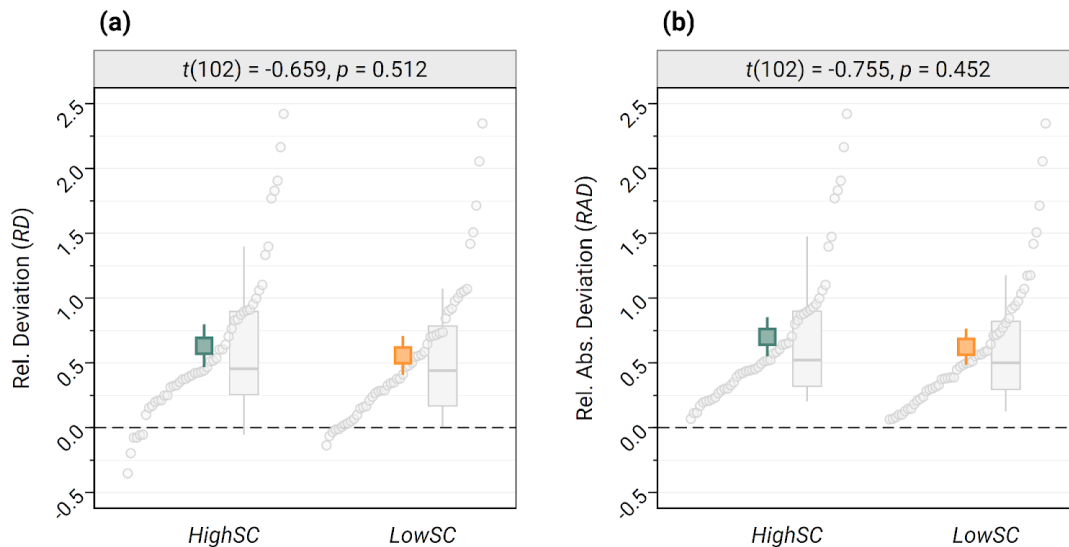 (a)
t(102) = -0.659, p = 0.512
Rel. Deviation (RD)
2.5
2.0
1.5
1.0
0.5
0.0
-0.5
HighSC
LowSC
(b)
t(102) = -0.755, p = 0.452
Rel. Abs. Deviation (RAD)
2.5
2.0
1.5
1.0
0.5
0.0
-0.5
HighSC
LowSC